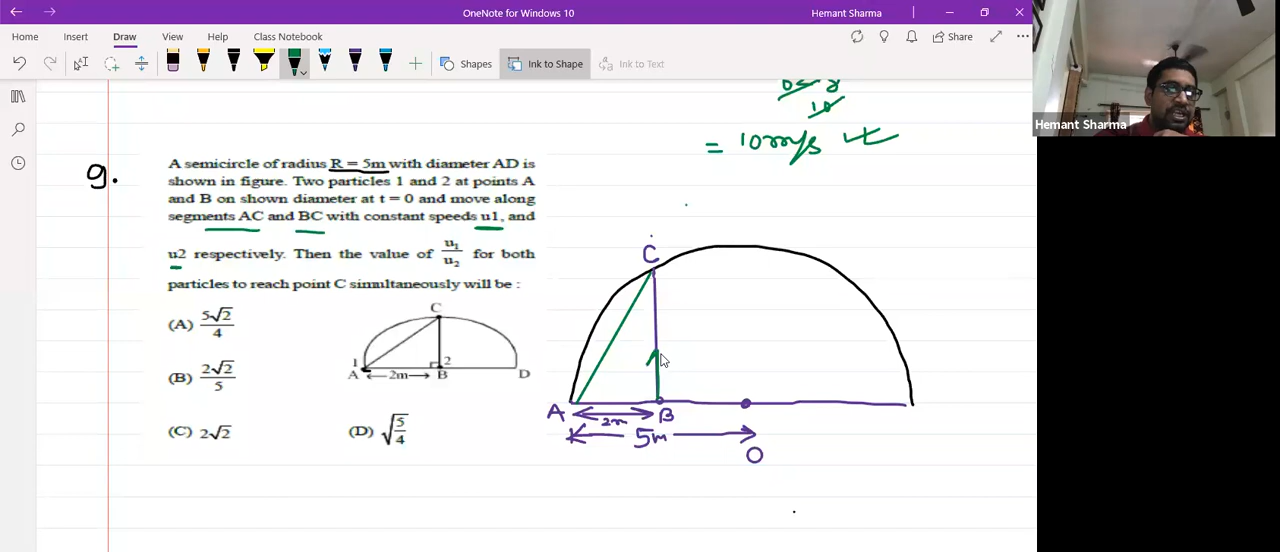 OneNote for Windows 10
Hemant Sharma
Home Insert Draw View Help Class Notebook
Share
Shapes
Ink to Shape
Ink to Text
Hemant Sharma
10
= 10 m/s
9.
A semicircle of radius R = 5m with diameter AD is
shown in figure. Two particles 1 and 2 at points A
and B on shown diameter at t = 0 and move along
segments AC and BC with constant speeds u1, and
u2 respectively. Then the value of u₁/u₂ for both
particles to reach point C simultaneously will be :
(A) 5√2/4
(B) 2√2/5
(C) 2√2
(D) √(5/4)
C
1
2
A
2m
B
D
C
A
2m
B
5m
O